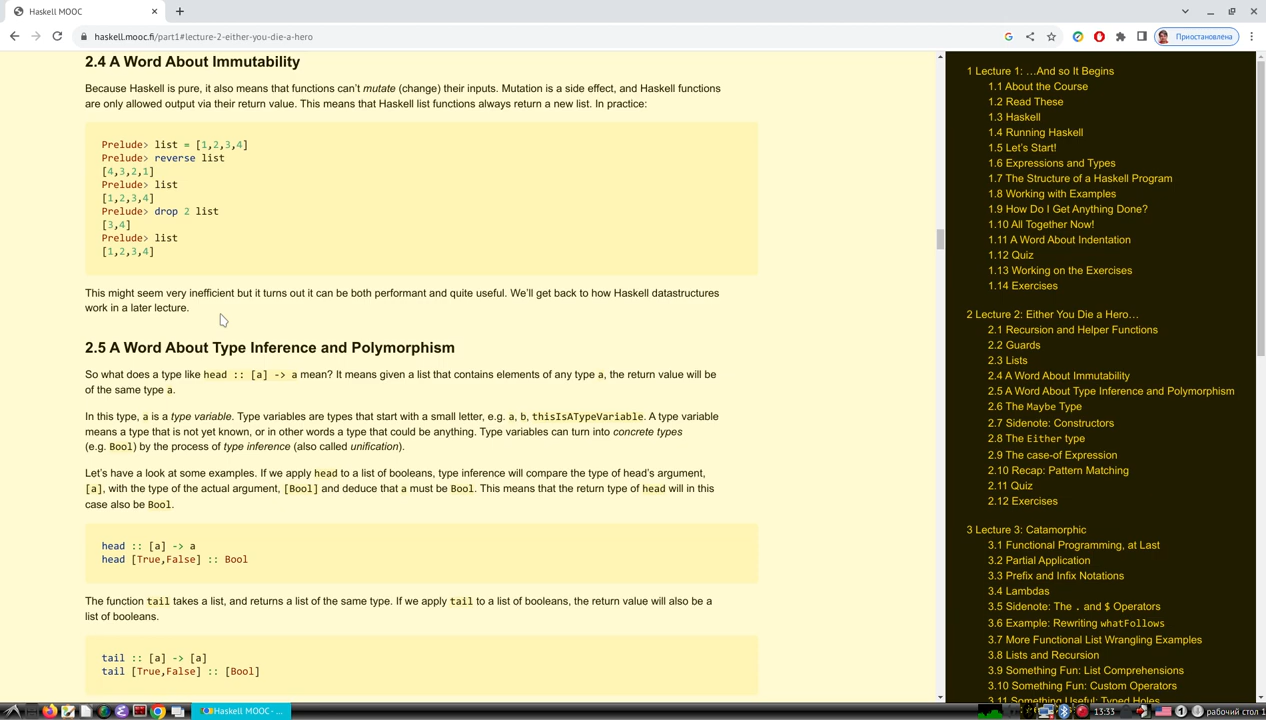 Haskell MOOC
haskell.mooc.fi/part1#lecture-2-either-you-die-a-hero
Приостановлена
2.4 A Word About Immutability
Because Haskell is pure, it also means that functions can't mutate (change) their inputs. Mutation is a side effect, and Haskell functions
are only allowed output via their return value. This means that Haskell list functions always return a new list. In practice:
Prelude> list = [1,2,3,4]
Prelude> reverse list
[4,3,2,1]
Prelude> list
[1,2,3,4]
Prelude> drop 2 list
[3,4]
Prelude> list
[1,2,3,4]
This might seem very inefficient but it turns out it can be both performant and quite useful. We'll get back to how Haskell datastructures
work in a later lecture.
2.5 A Word About Type Inference and Polymorphism
So what does a type like head :: [a] -> a mean? It means given a list that contains elements of any type a, the return value will be
of the same type a.
In this type, a is a type variable. Type variables are types that start with a small letter, e.g. a, b, thisIsATypeVariable. A type variable
means a type that is not yet known, or in other words a type that could be anything. Type variables can turn into concrete types
(e.g. Bool) by the process of type inference (also called unification).
Let's have a look at some examples. If we apply head to a list of booleans, type inference will compare the type of head's argument,
[a], with the type of the actual argument, [Bool] and deduce that a must be Bool. This means that the return type of head will in this
case also be Bool.
head :: [a] -> a
head [True,False] :: Bool
The function tail takes a list, and returns a list of the same type. If we apply tail to a list of booleans, the return value will also be a
list of booleans.
tail :: [a] -> [a]
tail [True,False] :: [Bool]
1 Lecture 1: …And so It Begins
1.1 About the Course
1.2 Read These
1.3 Haskell
1.4 Running Haskell
1.5 Let's Start!
1.6 Expressions and Types
1.7 The Structure of a Haskell Program
1.8 Working with Examples
1.9 How Do I Get Anything Done?
1.10 All Together Now!
1.11 A Word About Indentation
1.12 Quiz
1.13 Working on the Exercises
1.14 Exercises
2 Lecture 2: Either You Die a Hero…
2.1 Recursion and Helper Functions
2.2 Guards
2.3 Lists
2.4 A Word About Immutability
2.5 A Word About Type Inference and Polymorphism
2.6 The Maybe Type
2.7 Sidenote: Constructors
2.8 The Either type
2.9 The case-of Expression
2.10 Recap: Pattern Matching
2.11 Quiz
2.12 Exercises
3 Lecture 3: Catamorphic
3.1 Functional Programming, at Last
3.2 Partial Application
3.3 Prefix and Infix Notations
3.4 Lambdas
3.5 Sidenote: The . and $ Operators
3.6 Example: Rewriting whatFollows
3.7 More Functional List Wrangling Examples
3.8 Lists and Recursion
3.9 Something Fun: List Comprehensions
3.10 Something Fun: Custom Operators
3.11 Something Useful: Typed Holes
Haskell MOOC - ...
13:33
1
рабочий стол 1